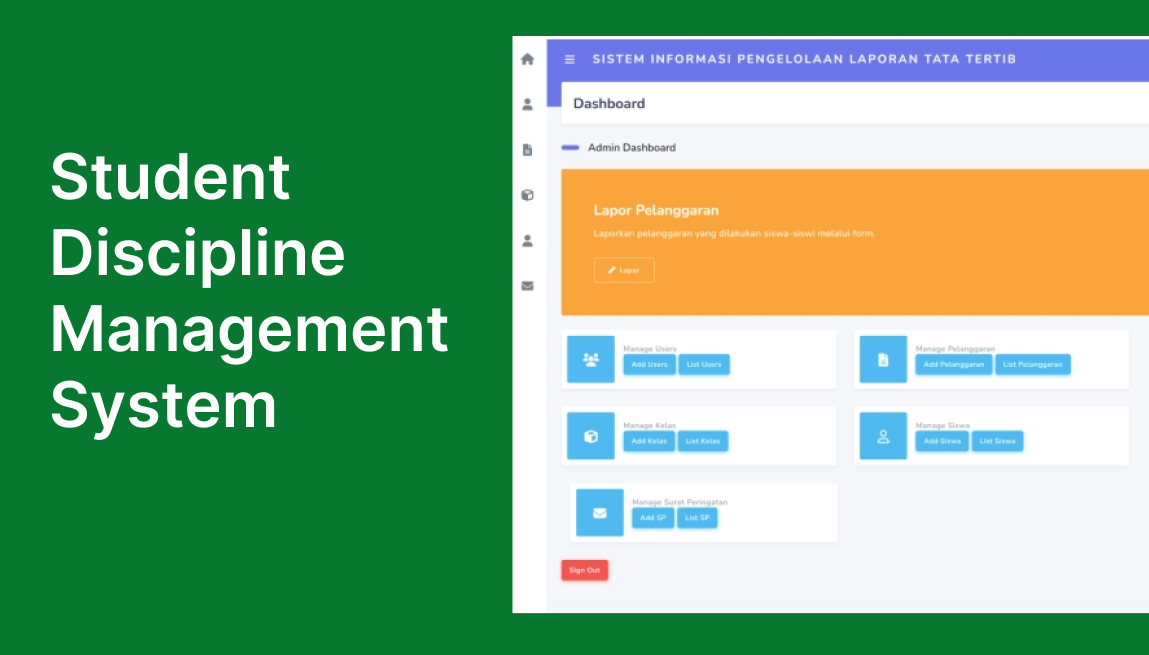 Student
Discipline
Management
System
SISTEM INFORMASI PENGELOLAAN LAPORAN TATA TERTIB
Dashboard
Admin Dashboard
Lapor Pelanggaran
Laporkan pelanggaran yang dilakukan siswa-siswi melalui form.
Lapor
Manage Users
Add Users List Users
Manage Pelanggaran
Add Pelanggaran List Pelanggaran
Manage Kelas
Add Kelas List Kelas
Manage Siswa
Add Siswa List Siswa
Manage Surat Peringatan
Add SP List SP
Sign Out